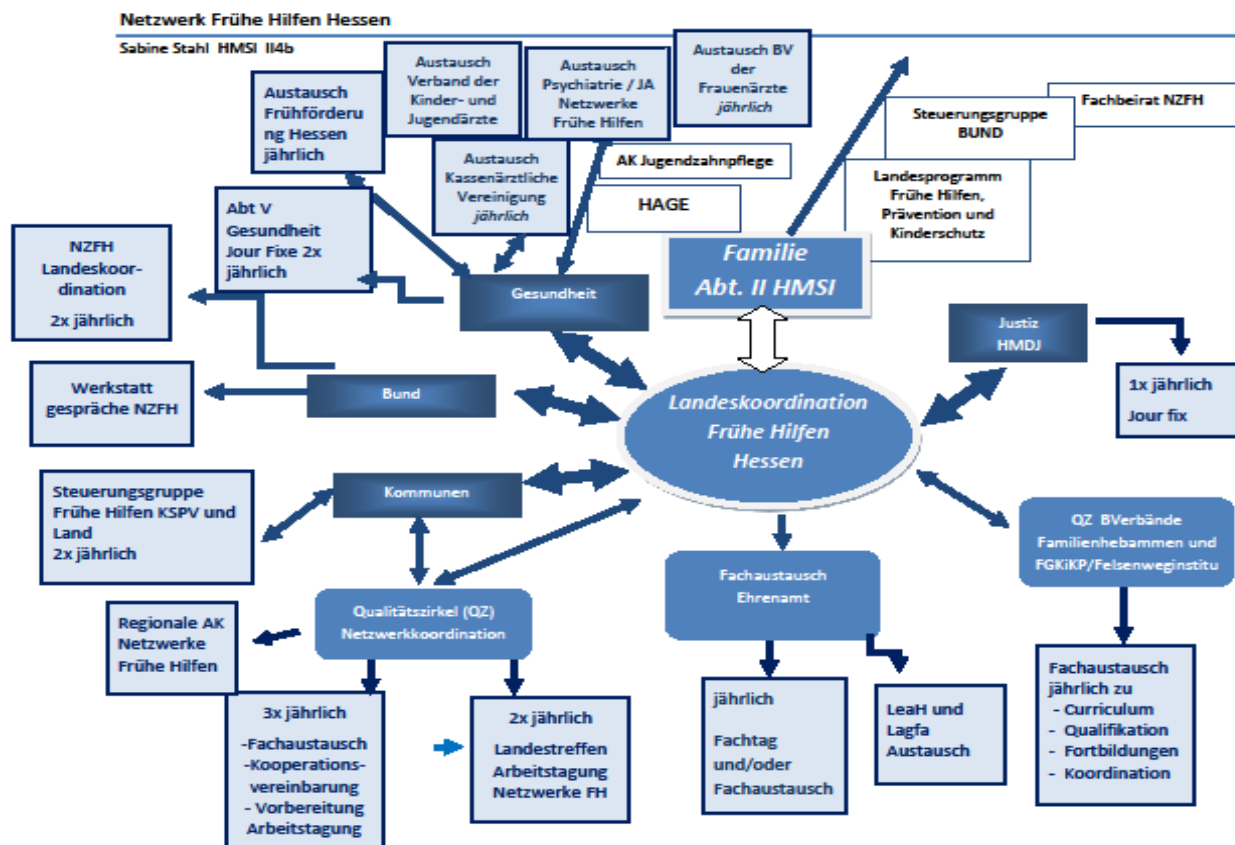 Netzwerk Frühe Hilfen Hessen
Sabine Stahl HMSI II4b
Austausch
Frühförderu
ng Hessen
jährlich
Austausch
Verband der
Kinder- und
Jugendärzte
Austausch
Psychiatrie / JA
Netzwerke
Frühe Hilfen
Austausch BV
der
Frauenärzte
jährlich
Fachbeirat NZFH
Steuerungsgruppe
BUND
Landesprogramm
Frühe Hilfen,
Prävention und
Kinderschutz
Austausch
Kassenärztliche
Vereinigung
jährlich
AK Jugendzahnpflege
HAGE
Abt V
Gesundheit
Jour Fixe 2x
jährlich
NZFH
Landeskoor-
dination
2x jährlich
Gesundheit
Familie
Abt. II HMSI
Justiz
HMDJ
1x jährlich
Jour fix
Werkstatt
gespräche NZFH
Bund
Landeskoordination
Frühe Hilfen
Hessen
Steuerungsgruppe
Frühe Hilfen KSPV und
Land
2x jährlich
Kommunen
QZ BVerbände
Familienhebammen und
FGKiKP/Felsenweginstitu
Fachaustausch
Ehrenamt
Qualitätszirkel (QZ)
Netzwerkkoordination
Regionale AK
Netzwerke
Frühe Hilfen
3x jährlich
-Fachaustausch
-Kooperations-
vereinbarung
- Vorbereitung
Arbeitstagung
2x jährlich
Landestreffen
Arbeitstagung
Netzwerke FH
jährlich
Fachtag
und/oder
Fachaustausch
LeaH und
Lagfa
Austausch
Fachaustausch
jährlich zu
- Curriculum
- Qualifikation
- Fortbildungen
- Koordination